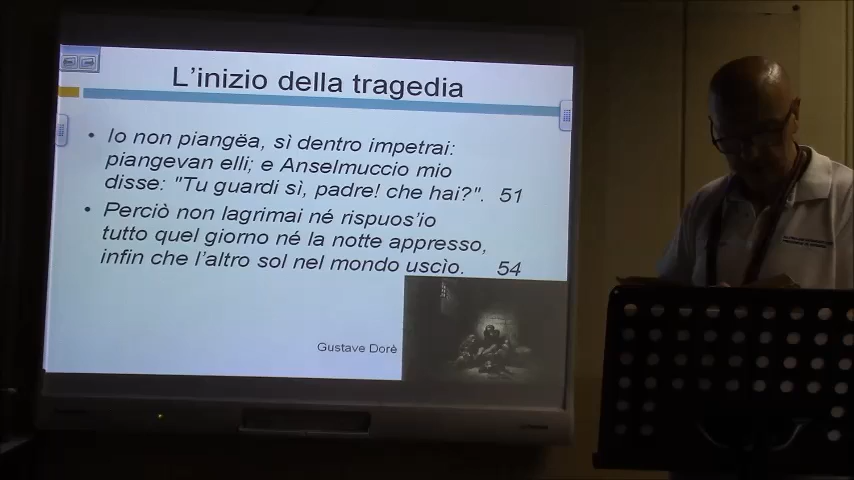 L'inizio della tragedia
• Io non piangëa, sì dentro impetrai:
piangevan elli; e Anselmuccio mio
disse: "Tu guardi sì, padre! che hai?". 51
• Perciò non lagrimai né rispuos'io
tutto quel giorno né la notte appresso,
infin che l'altro sol nel mondo uscìo. 54
Gustave Dorè